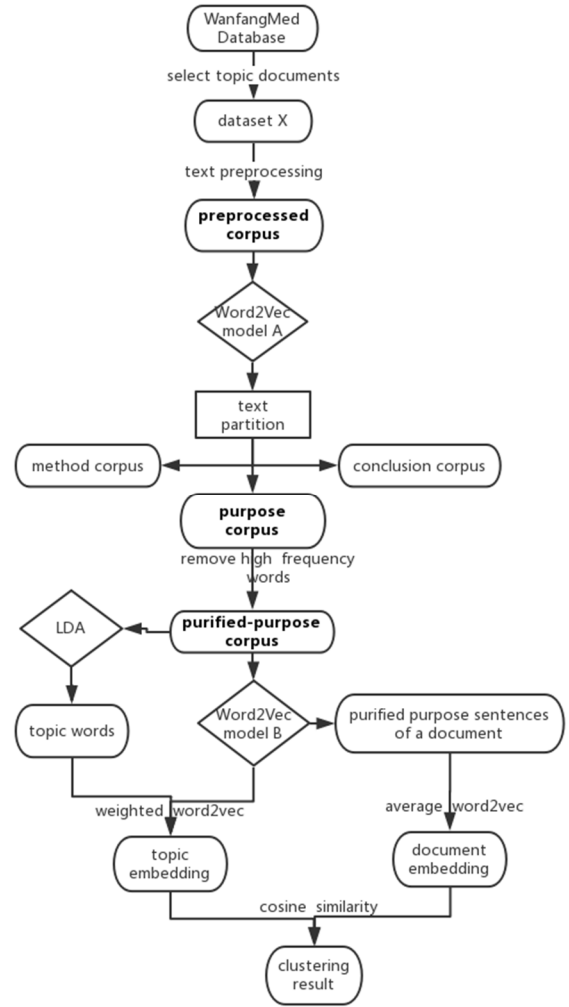 WanfangMed
Database
select topic documents
dataset X
text preprocessing
preprocessed
corpus
Word2Vec
model A
text
partition
method corpus
conclusion corpus
purpose
corpus
remove high frequency
words
purified-purpose
corpus
LDA
topic words
Word2Vec
model B
purified purpose sentences
of a document
weighted word2vec
average word2vec
topic
embedding
document
embedding
cosine similarity
clustering
result